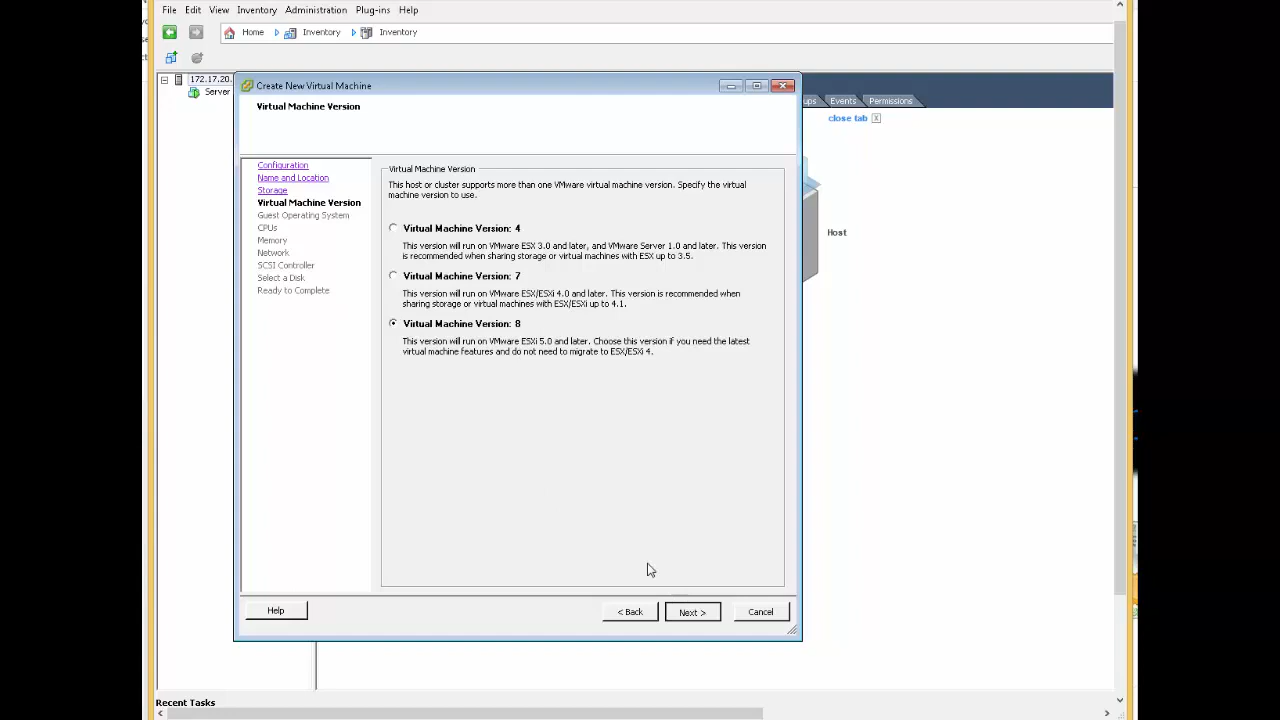 File Edit View Inventory Administration Plug-ins Help
Home Inventory Inventory
172.17.20.
Server
Create New Virtual Machine
Virtual Machine Version
ups Events Permissions
close tab X
Host
Configuration
Name and Location
Storage
Virtual Machine Version
Guest Operating System
CPUs
Memory
Network
SCSI Controller
Select a Disk
Ready to Complete
Virtual Machine Version
This host or cluster supports more than one VMware virtual machine version. Specify the virtual
machine version to use.
Virtual Machine Version: 4
This version will run on VMware ESX 3.0 and later, and VMware Server 1.0 and later. This version
is recommended when sharing storage or virtual machines with ESX up to 3.5.
Virtual Machine Version: 7
This version will run on VMware ESX/ESXi 4.0 and later. This version is recommended when
sharing storage or virtual machines with ESX/ESXi up to 4.1.
Virtual Machine Version: 8
This version will run on VMware ESXi 5.0 and later. Choose this version if you need the latest
virtual machine features and do not need to migrate to ESX/ESXi 4.
Help < Back Next > Cancel
Recent Tasks